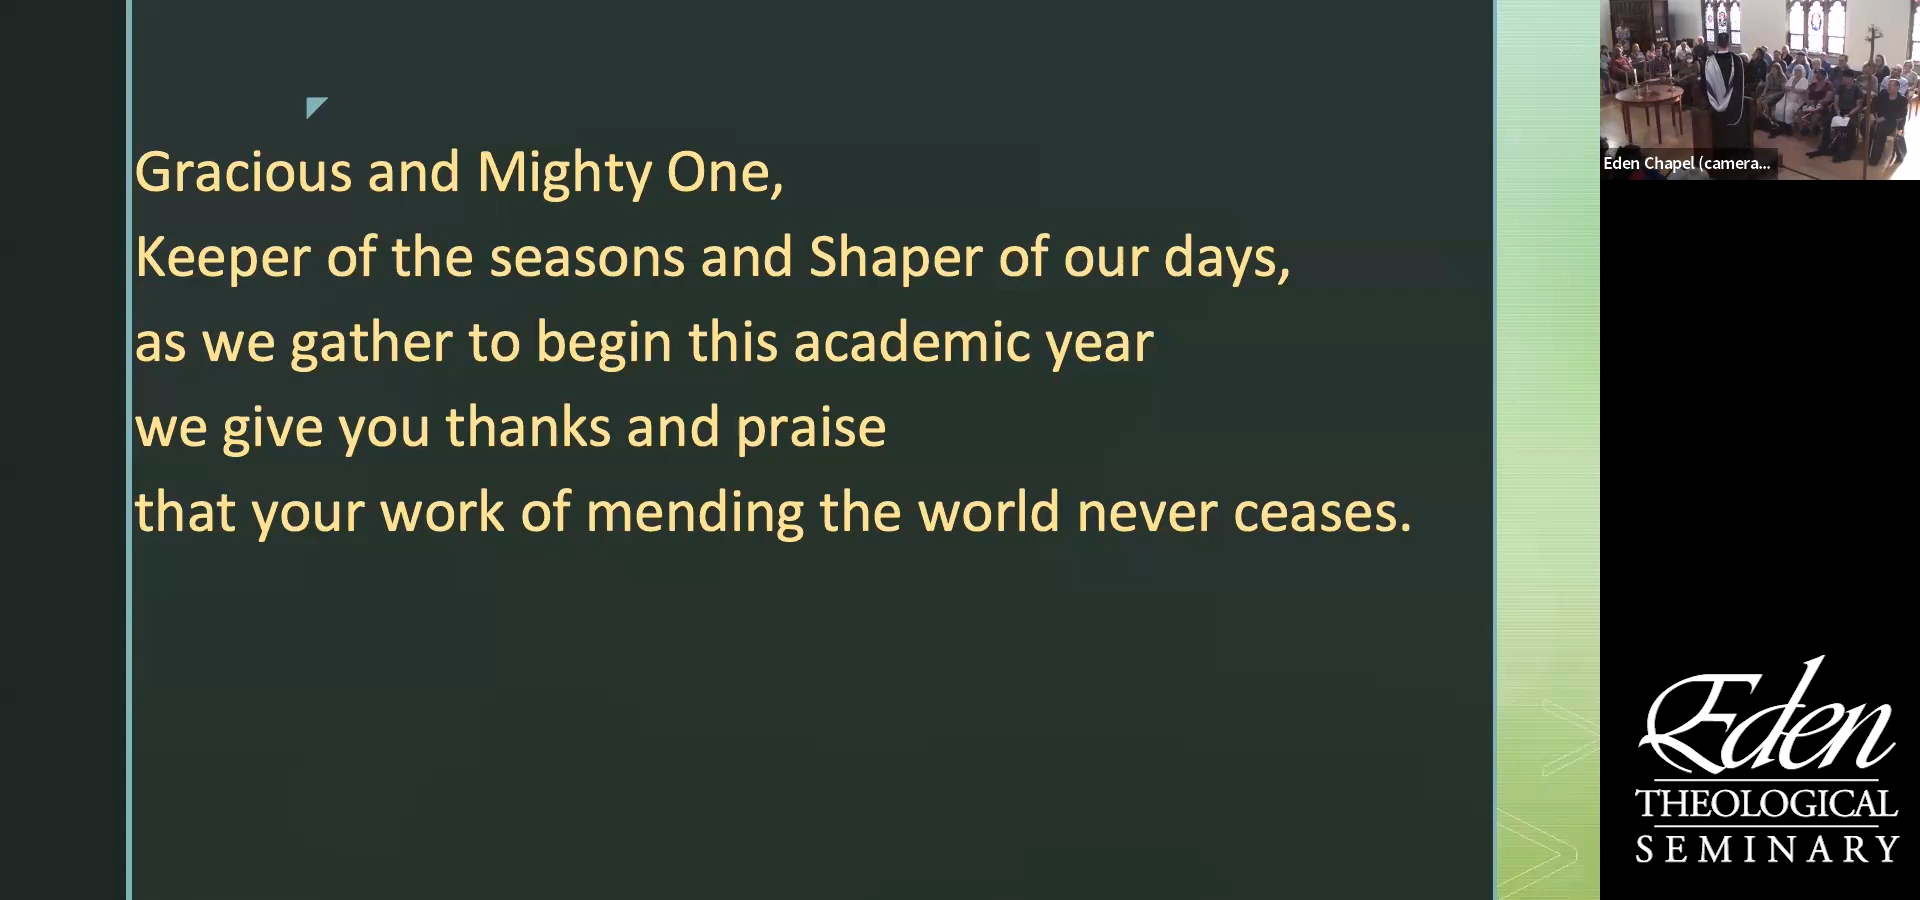 Gracious and Mighty One,
Keeper of the seasons and Shaper of our days,
as we gather to begin this academic year
we give you thanks and praise
that your work of mending the world never ceases.
Eden Chapel (camera...
Eden
THEOLOGICAL
SEMINARY